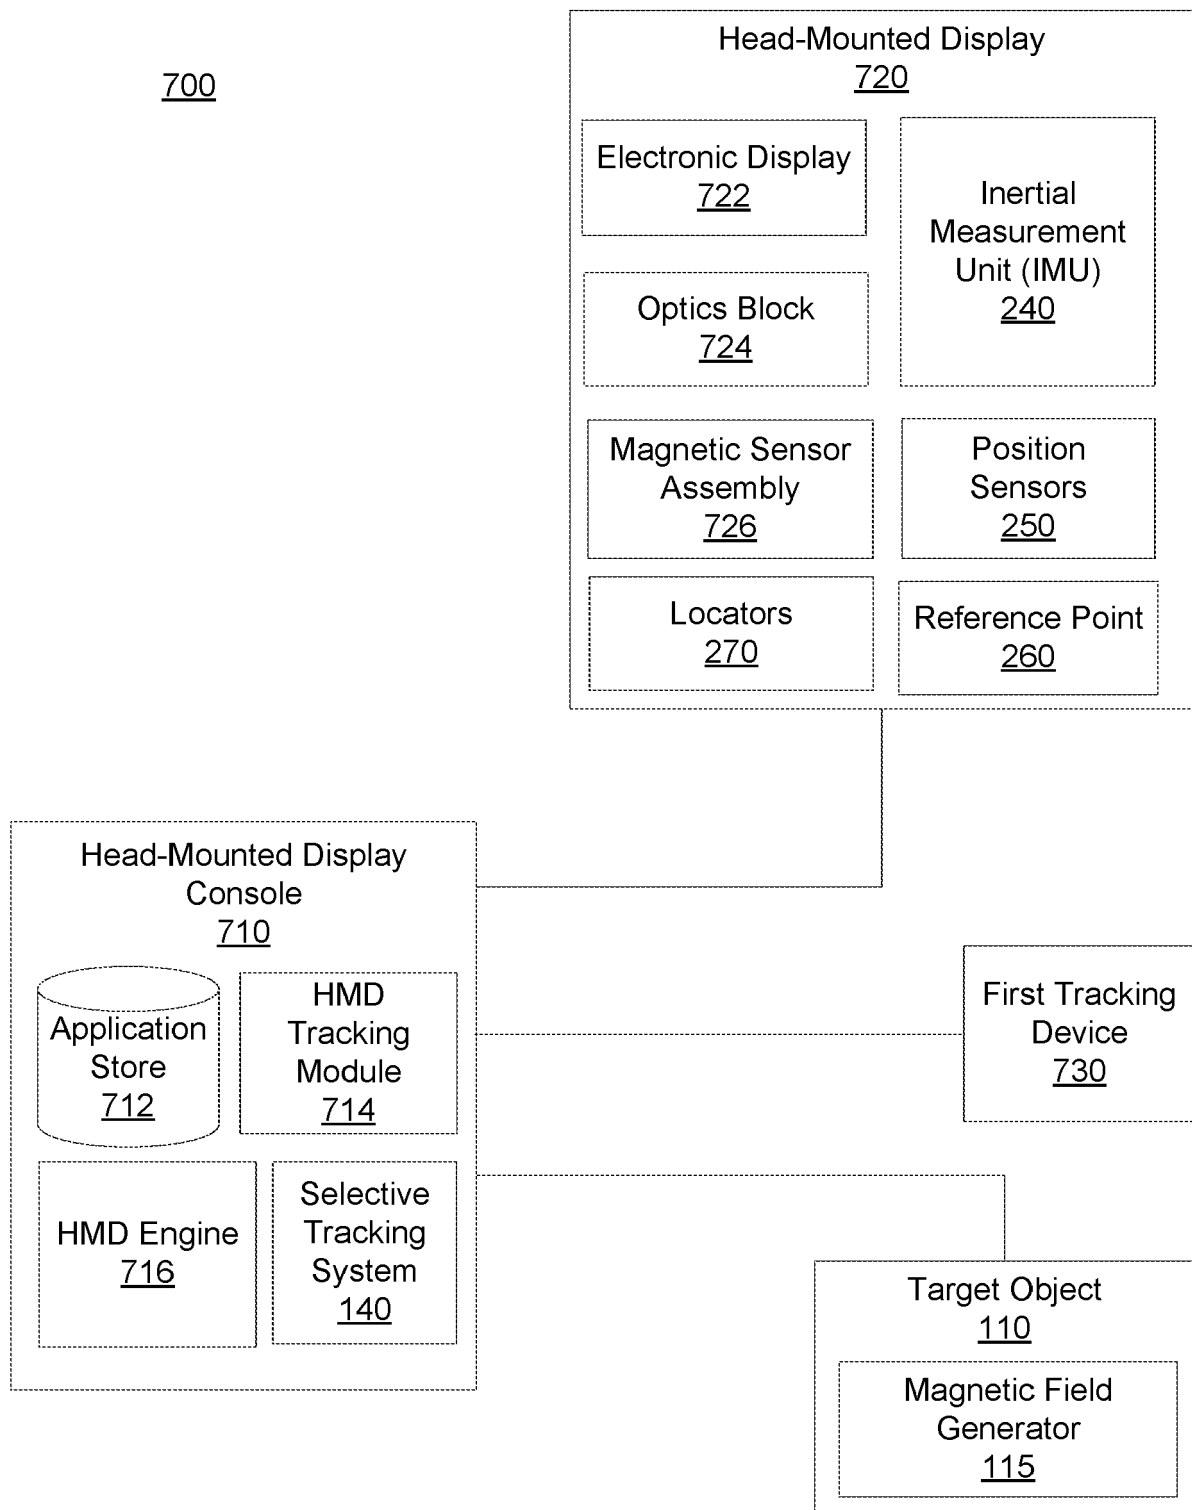 700
Head-Mounted Display
720
Electronic Display
722
Inertial
Measurement
Unit (IMU)
240
Optics Block
724
Magnetic Sensor
Assembly
726
Position
Sensors
250
Locators
270
Reference Point
260
Head-Mounted Display
Console
710
Application
Store
712
HMD
Tracking
Module
714
HMD Engine
716
Selective
Tracking
System
140
First Tracking
Device
730
Target Object
110
Magnetic Field
Generator
115